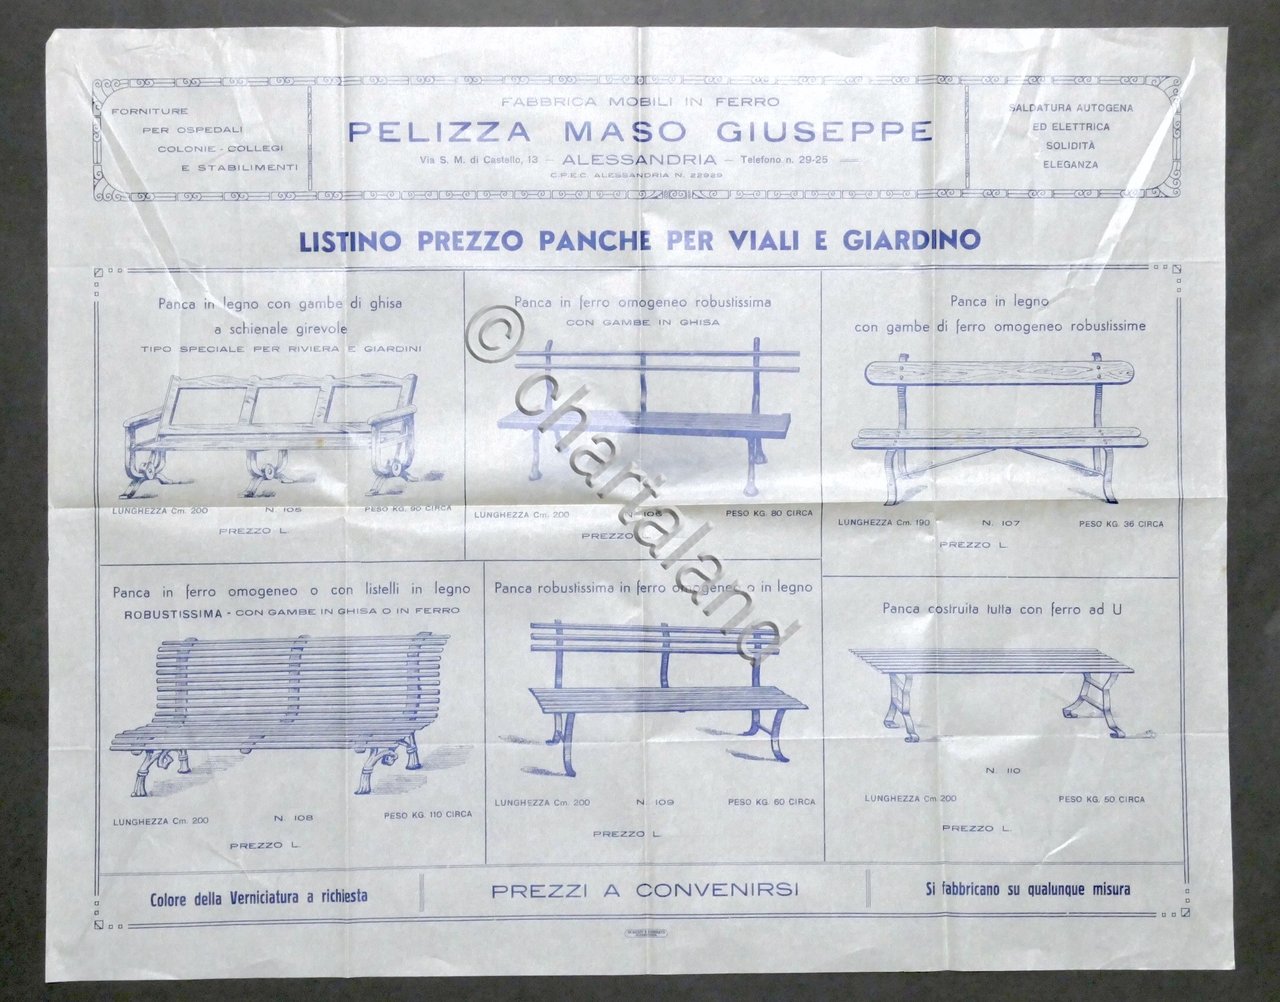 FORNITURE
PER OSPEDALI
COLONIE - COLLEGI
E STABILIMENTI
FABBRICA MOBILI IN FERRO
PELIZZA MASO GIUSEPPE
Via S. M. di Castello, 13 - ALESSANDRIA - Telefono n. 29-25
C.P.E.C. ALESSANDRIA N. 22929
SALDATURA AUTOGENA
ED ELETTRICA
SOLIDITÀ
ELEGANZA
LISTINO PREZZO PANCHE PER VIALI E GIARDINO
Panca in legno con gambe di ghisa
a schienale girevole
TIPO SPECIALE PER RIVIERA E GIARDINI
LUNGHEZZA Cm. 200 N. 105 PESO KG. 90 CIRCA
PREZZO L.
Panca in ferro omogeneo robustissima
CON GAMBE IN GHISA
LUNGHEZZA Cm. 200 N. 106 PESO KG. 80 CIRCA
PREZZO
Panca in legno
con gambe di ferro omogeneo robustissime
LUNGHEZZA Cm. 190 N. 107 PESO KG. 36 CIRCA
PREZZO L.
Panca in ferro omogeneo o con listelli in legno
ROBUSTISSIMA - CON GAMBE IN GHISA O IN FERRO
LUNGHEZZA Cm. 200 N. 108 PESO KG. 110 CIRCA
PREZZO L.
Panca robustissima in ferro omogeneo o in legno
LUNGHEZZA Cm. 200 N. 109 PESO KG. 60 CIRCA
PREZZO L.
Panca costruita tutta con ferro ad U
N. 110
LUNGHEZZA Cm. 200 PESO KG. 50 CIRCA
PREZZO L.
Colore della Verniciatura a richiesta
PREZZI A CONVENIRSI
Si fabbricano su qualunque misura
© chartaland